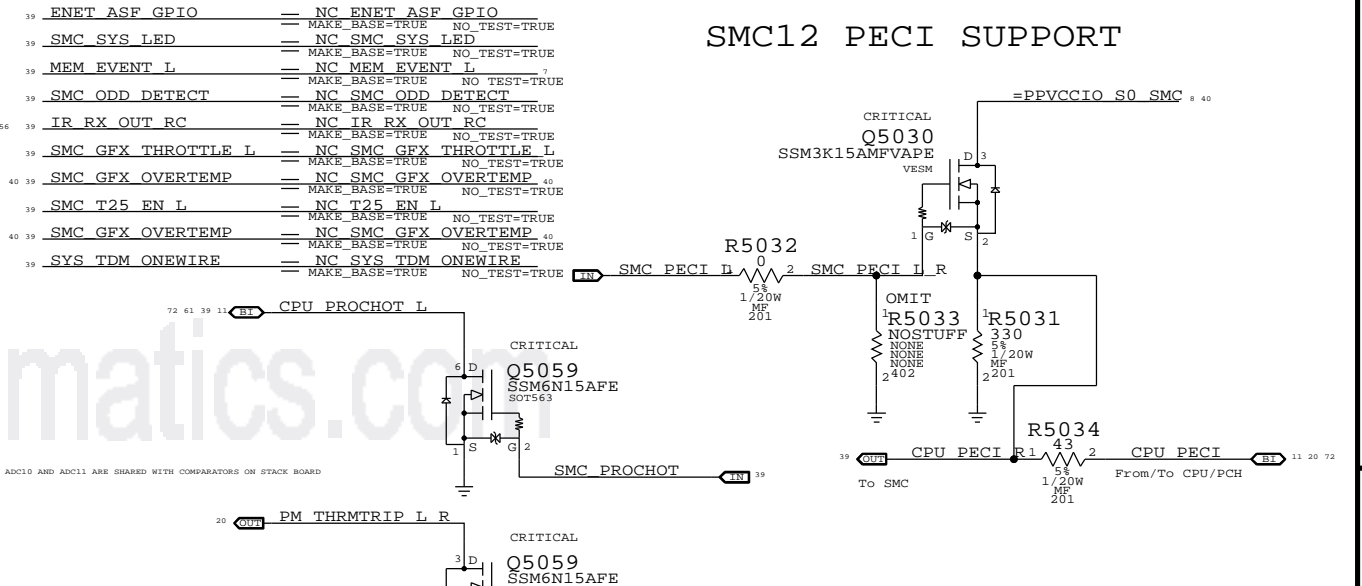 39 ENET_ASF_GPIO NC_ENET_ASF_GPIO
MAKE_BASE=TRUE NO_TEST=TRUE
39 SMC_SYS_LED NC_SMC_SYS_LED
MAKE_BASE=TRUE NO_TEST=TRUE
39 MEM_EVENT_L NC_MEM_EVENT_L 7
MAKE_BASE=TRUE NO_TEST=TRUE
39 SMC_ODD_DETECT NC_SMC_ODD_DETECT
MAKE_BASE=TRUE NO_TEST=TRUE
56 39 IR_RX_OUT_RC NC_IR_RX_OUT_RC
MAKE_BASE=TRUE NO_TEST=TRUE
39 SMC_GFX_THROTTLE_L NC_SMC_GFX_THROTTLE_L
MAKE_BASE=TRUE NO_TEST=TRUE
40 39 SMC_GFX_OVERTEMP NC_SMC_GFX_OVERTEMP 40
MAKE_BASE=TRUE NO_TEST=TRUE
39 SMC_T25_EN_L NC_T25_EN_L
MAKE_BASE=TRUE NO_TEST=TRUE
40 39 SMC_GFX_OVERTEMP NC_SMC_GFX_OVERTEMP 40
MAKE_BASE=TRUE NO_TEST=TRUE
39 SYS_TDM_ONEWIRE NC_SYS_TDM_ONEWIRE
MAKE_BASE=TRUE NO_TEST=TRUE
SMC12 PECI SUPPORT
=PPVCCIO_S0_SMC 8 40
CRITICAL
Q5030
SSM3K15AMFVAPE
VESM
D 3
1 G
S 2
R5032
0
IN SMC_PECI_L 1 2 SMC_PECI_L_R
5%
1/20W
MF
201
OMIT
1
R5033
NOSTUFF
NONE
NONE
NONE
2 402
1
R5031
330
5%
1/20W
MF
2 201
R5034
43
39 OUT CPU_PECI_R 1 2 CPU_PECI BI 11 20 72
To SMC
From/To CPU/PCH
5%
1/20W
MF
201
72 61 39 11 BI CPU_PROCHOT_L
CRITICAL
6 D
Q5059
SSM6N15AFE
SOT563
1 S G 2
SMC_PROCHOT IN 39
matics.com
ADC10 AND ADC11 ARE SHARED WITH COMPARATORS ON STACK BOARD
20 OUT PM_THRMTRIP_L_R
CRITICAL
3 D
Q5059
SSM6N15AFE